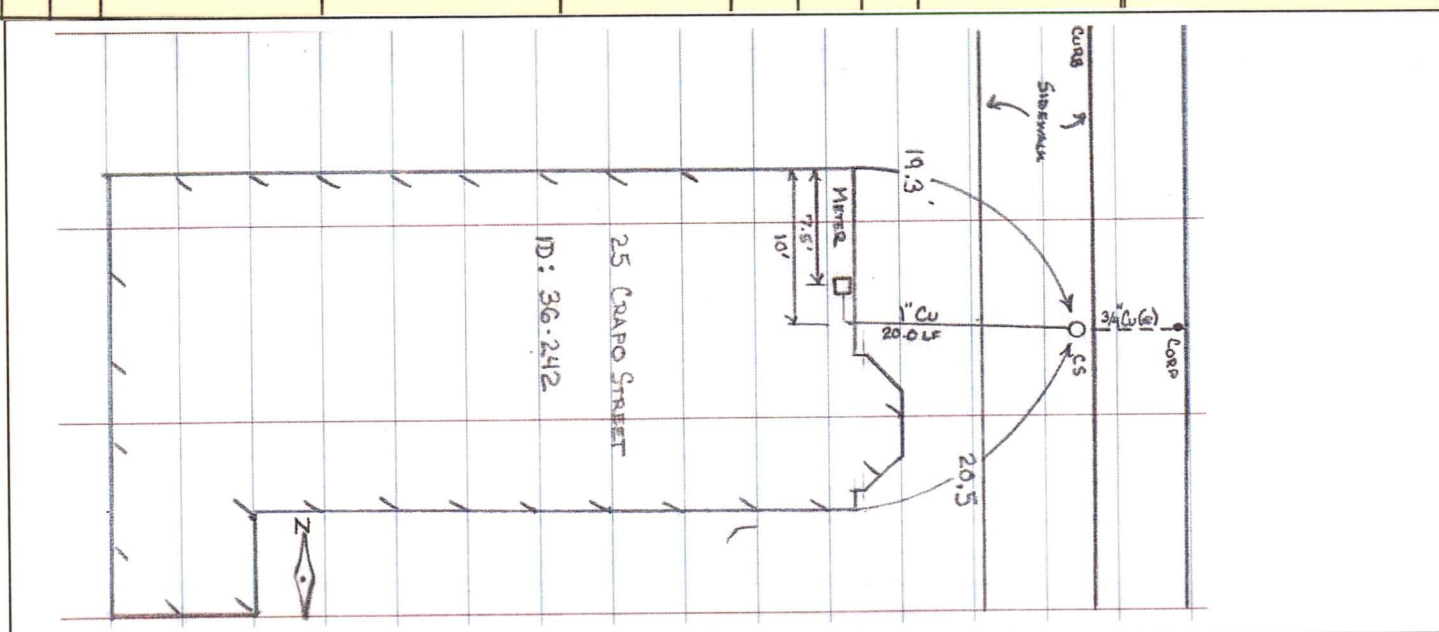 CURB
SIDEWALK
19.3'
METER
7.5'
10'
1" CU
20.0 LF
3/4" CU(e)
CORP
CS
25 CRAPO STREET
ID: 36-242
20.5
N